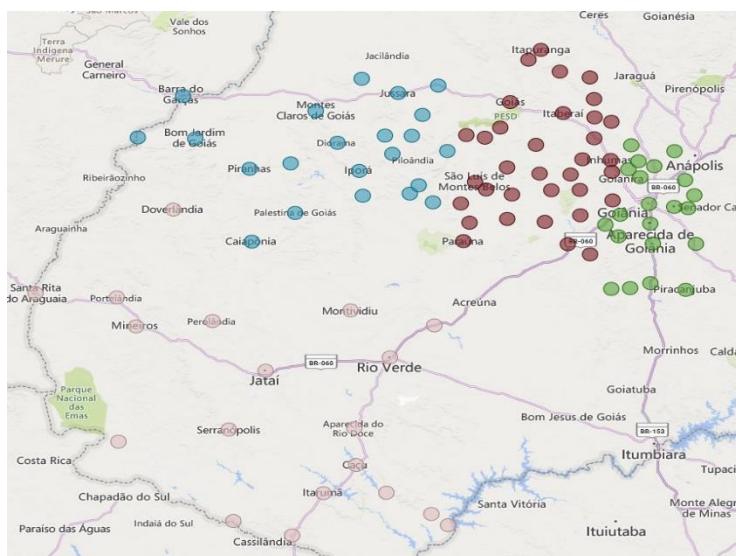 São Marcos
Vale dos
Sonhos
Terra
Indígena
Merure
General
Carneiro
Barra do
Garças
Bom Jardim
de Goiás
Ribeirãozinho
Araguainha
Santa Rita
do Araguaia
Jacilândia
Jussara
Montes
Claros de Goiás
Diorama
Piloândia
Iporá
Piranhas
Palestina de Goiás
Doverlândia
Caiapônia
Itapuranga
Goiás
PESD
Itaberaí
Ceres
Goianésia
Jaraguá
Pirenópolis
Inhumas
Goianira
Anápolis
BR-060
Senador Ca
Goiânia
Aparecida de
Goiânia
São Luís de
Montes Belos
Paraúna
BR-060
Piracanjuba
Portelândia
Mineiros
Perolândia
Montividiu
Acreúna
Jataí
BR-060
Rio Verde
Morrinhos
Calda
Goiatuba
Parque
Nacional
das
Emas
Serranópolis
Aparecida do
Rio Doce
Bom Jesus de Goiás
BR-153
Itumbiara
Tupaci
Costa Rica
Chapadão do Sul
Caçu
Itarumã
Indaiá do Sul
Paraíso das Águas
Cassilândia
Santa Vitória
Ituiutaba
Monte Aleg
de Minas